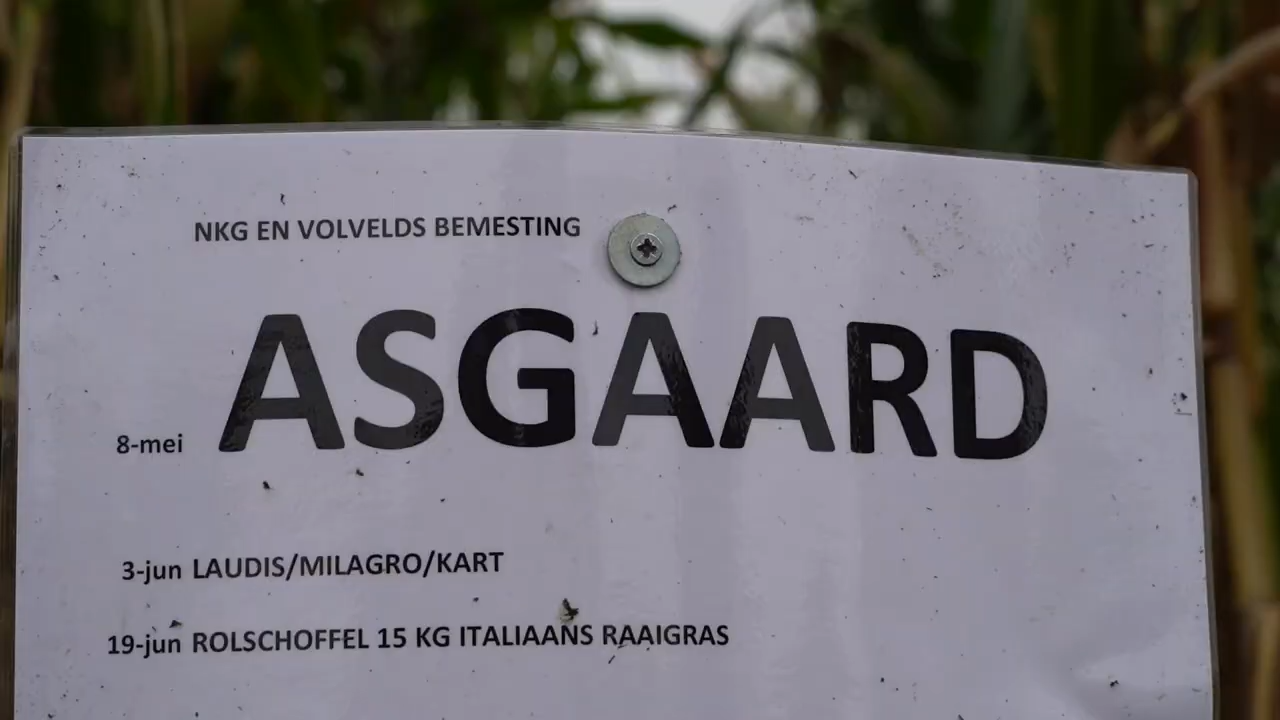 NKG EN VOLVELDS BEMESTING
8-mei ASGAARD
3-jun LAUDIS/MILAGRO/KART
19-jun ROLSCHOFFEL 15 KG ITALIAANS RAAIGRAS